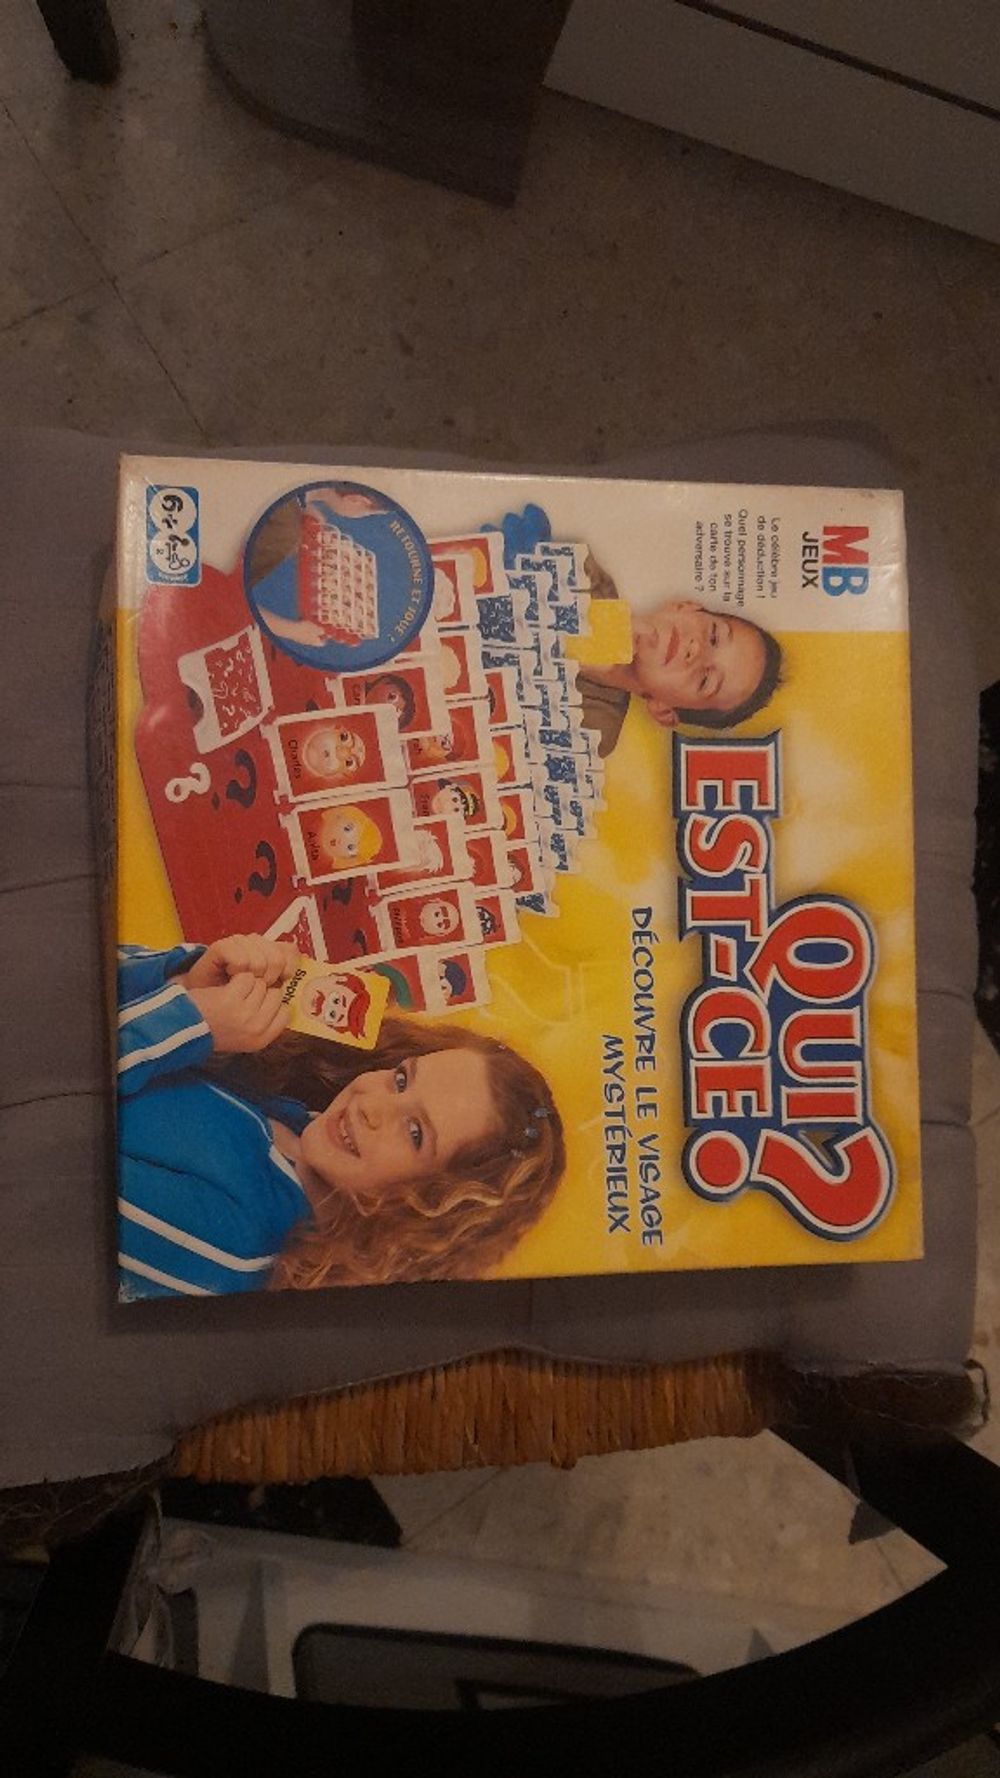 MB
JEUX
Le célèbre jeu
de déduction !
Quel personnage
se trouve sur la
carte de ton
adversaire ?
QUI
EST-CE?
DÉCOUVRE LE VISAGE
MYSTÉRIEUX
RETOURNE ET JOUE !
Charles
Anita
6+
2